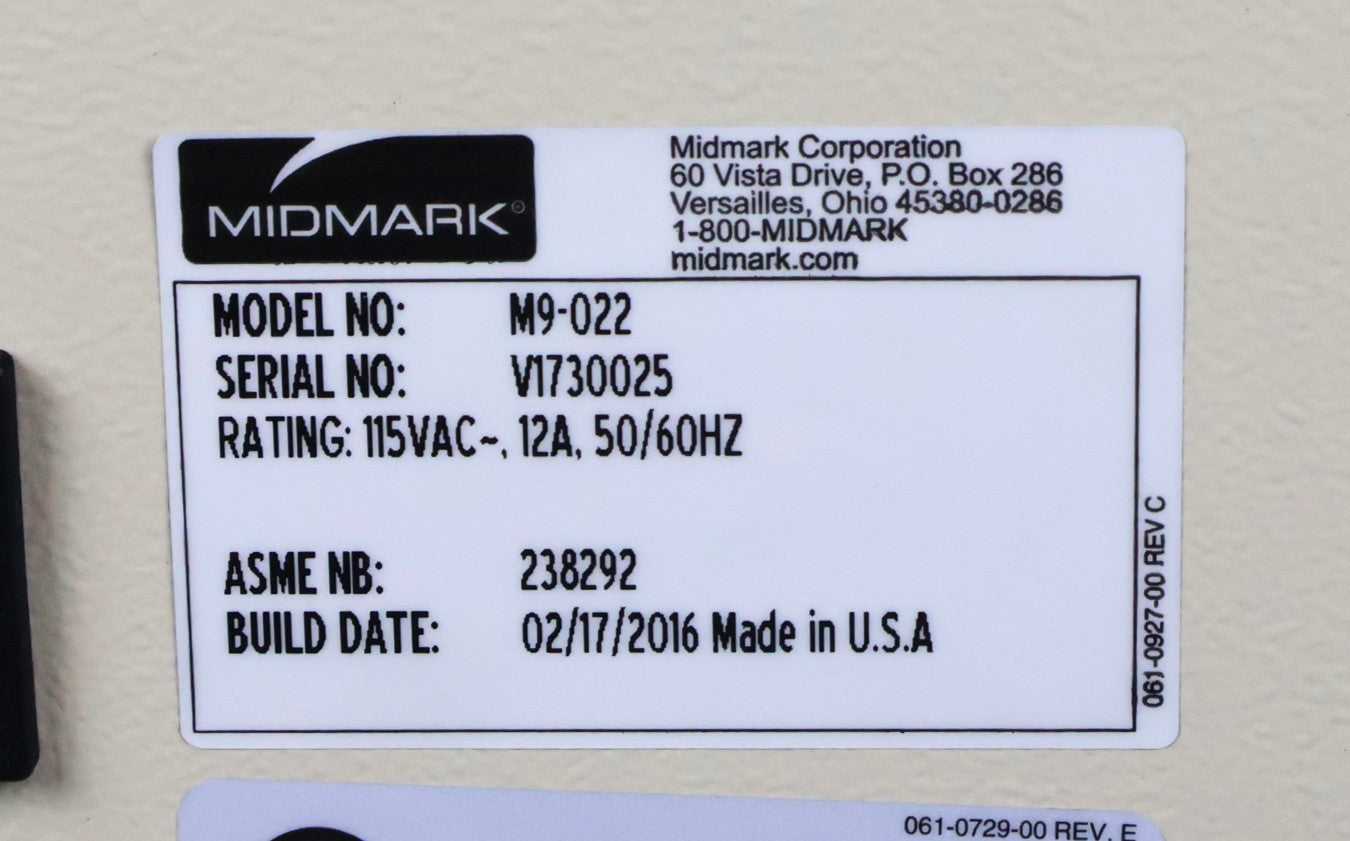 MIDMARK®
Midmark Corporation
60 Vista Drive, P.O. Box 286
Versailles, Ohio 45380-0286
1-800-MIDMARK
midmark.com
MODEL NO: M9-022
SERIAL NO: V1730025
RATING: 115VAC~, 12A, 50/60HZ
ASME NB: 238292
BUILD DATE: 02/17/2016 Made in U.S.A
061-0927-00 REV C
061-0729-00 REV. E